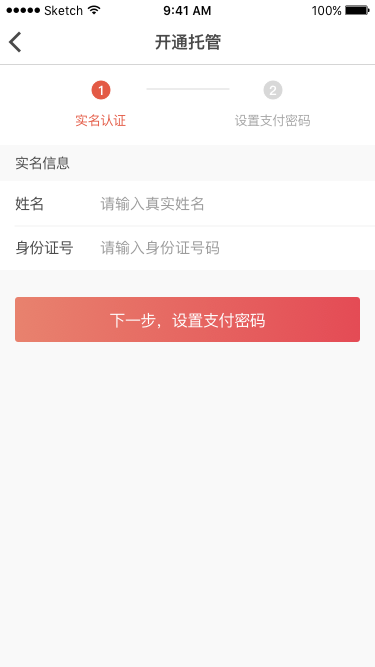 Sketch 9:41 AM 100%
开通托管
1 2
实名认证 设置支付密码
实名信息
姓名 请输入真实姓名
身份证号 请输入身份证号码
下一步，设置支付密码